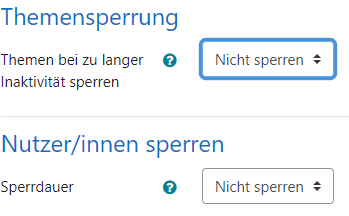 Themensperrung
Themen bei zu langer
Inaktivität sperren
Nicht sperren
Nutzer/innen sperren
Sperrdauer
Nicht sperren